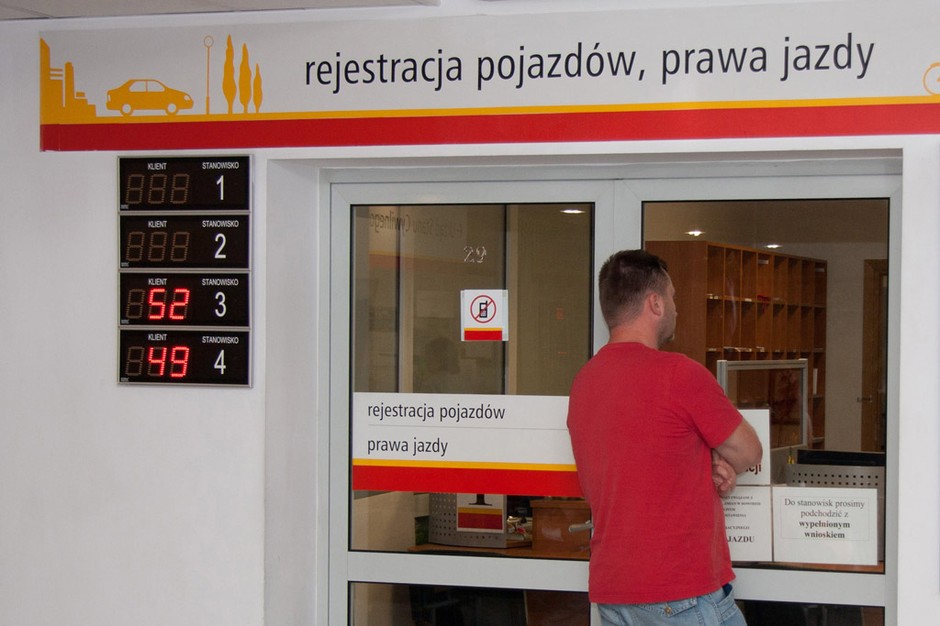 rejestracja pojazdów, prawa jazdy
KLIENT STANOWISKO
1
KLIENT STANOWISKO
2
KLIENT STANOWISKO
52 3
KLIENT STANOWISKO
49 4
29
rejestracja pojazdów
prawa jazdy
JAZDU
Do stanowisk prosimy
podchodzić z
wypełnionym
wnioskiem